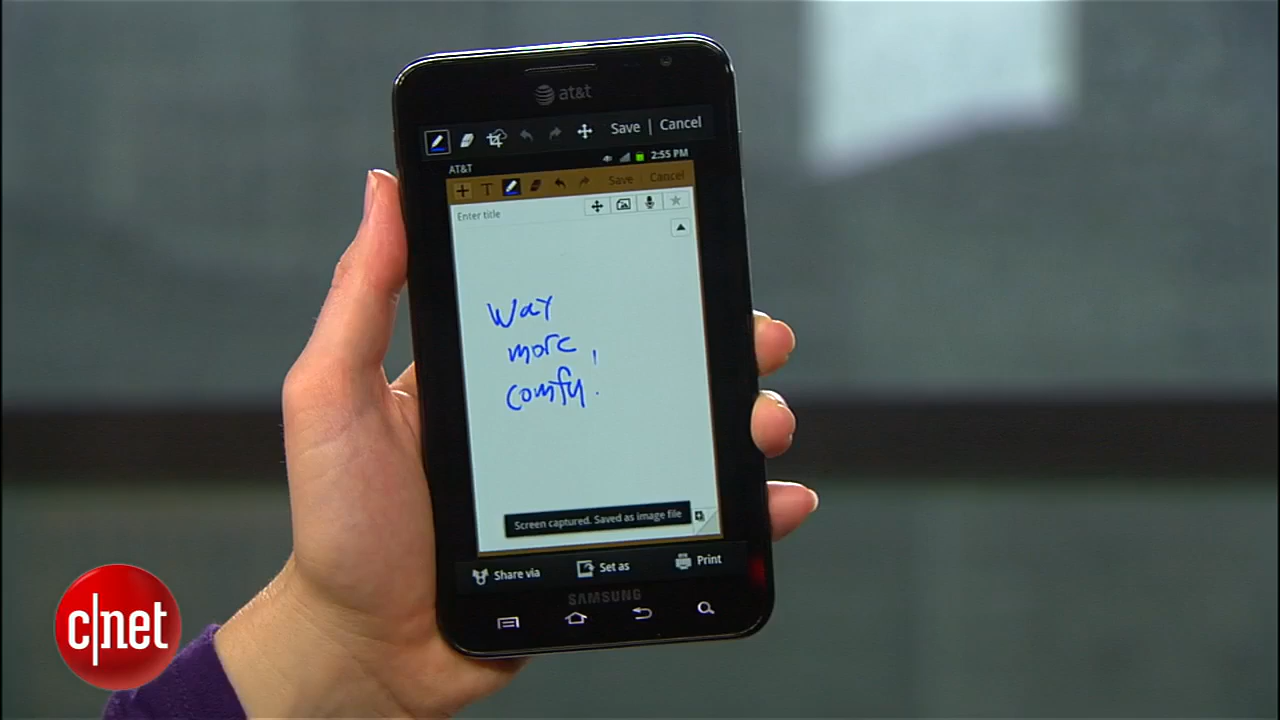 at&t
Save | Cancel
AT&T 2:55 PM
T Save Cancel
Enter title
Way
more
comfy.
Screen captured. Saved as image file
Share via Set as Print
SAMSUNG
c|net